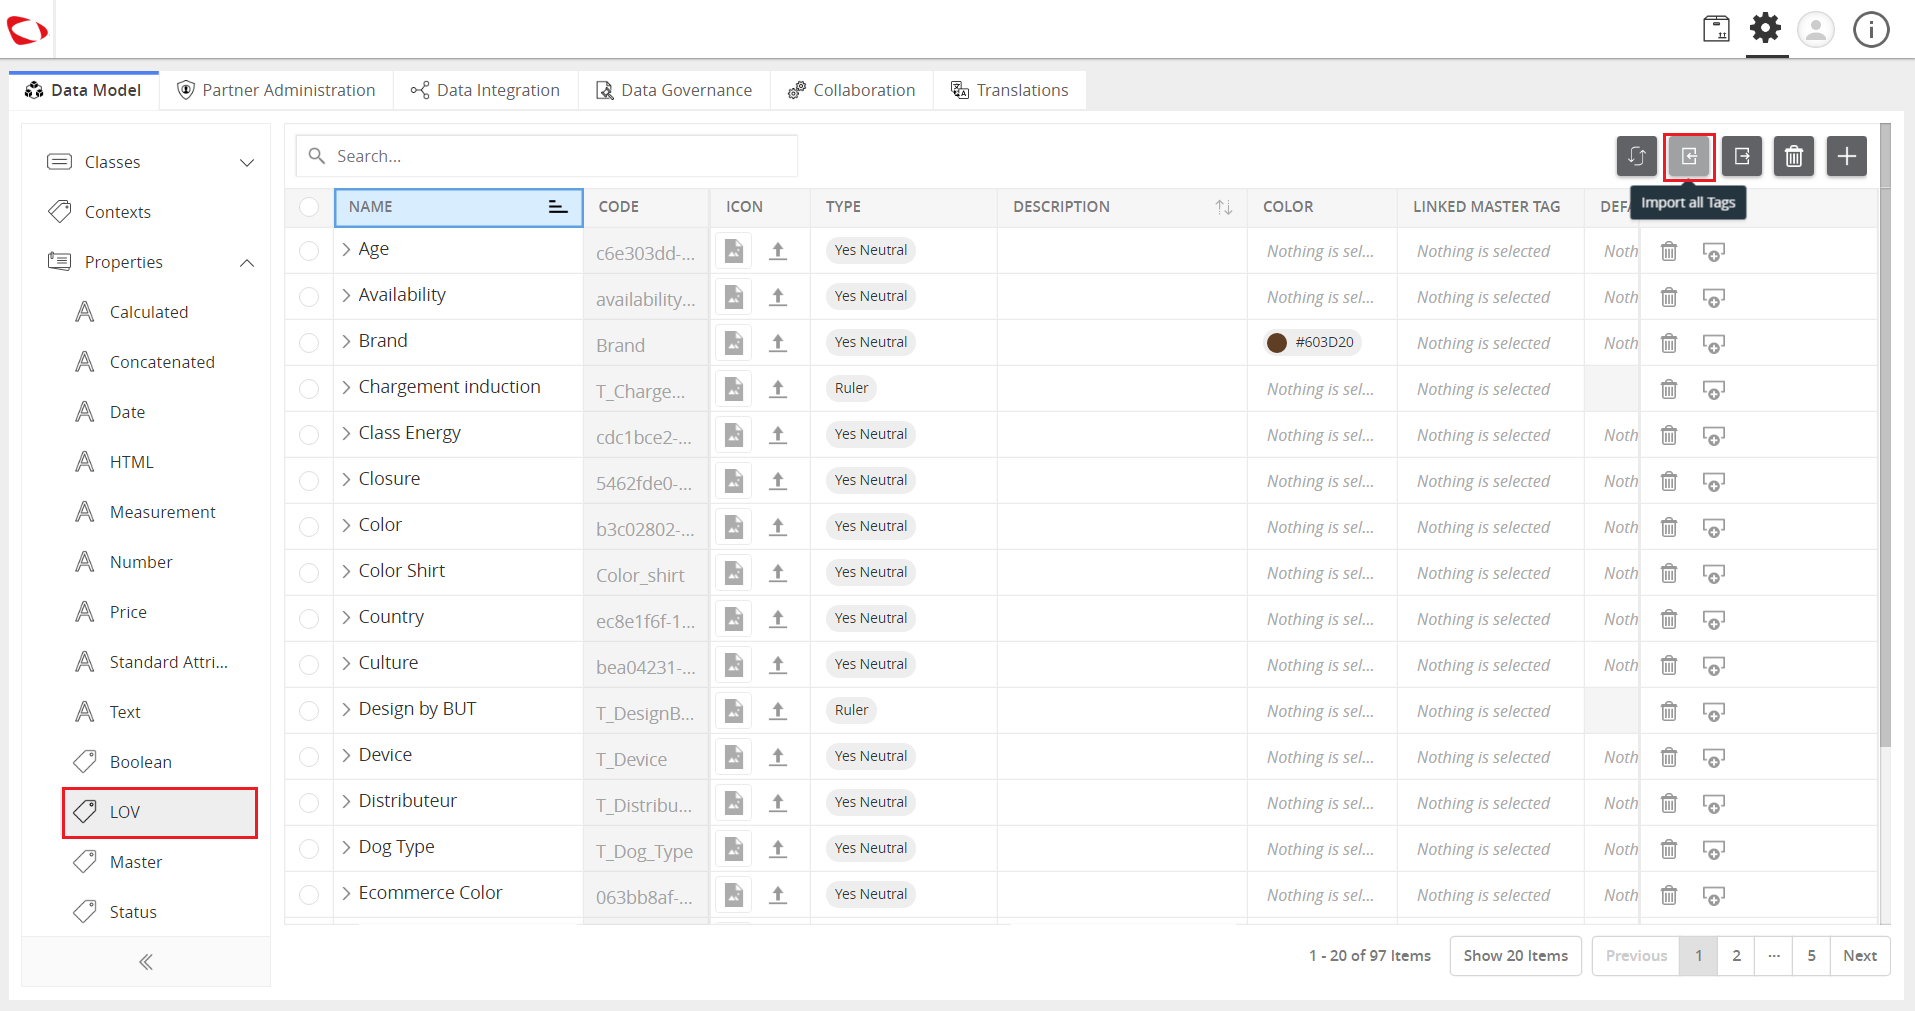 Data Model
Partner Administration
Data Integration
Data Governance
Collaboration
Translations
Classes
Contexts
Properties
Calculated
Concatenated
Date
HTML
Measurement
Number
Price
Standard Attri...
Text
Boolean
LOV
Master
Status
Search...
Import all Tags
NAME CODE ICON TYPE DESCRIPTION COLOR LINKED MASTER TAG DEFA
Age c6e303dd-... Yes Neutral Nothing is sel... Nothing is selected Noth
Availability availability... Yes Neutral Nothing is sel... Nothing is selected Noth
Brand Brand Yes Neutral #603D20 Nothing is selected Noth
Chargement induction T_Charge... Ruler Nothing is sel... Nothing is selected
Class Energy cdc1bce2-... Yes Neutral Nothing is sel... Nothing is selected Noth
Closure 5462fde0-... Yes Neutral Nothing is sel... Nothing is selected Noth
Color b3c02802-... Yes Neutral Nothing is sel... Nothing is selected Noth
Color Shirt Color_shirt Yes Neutral Nothing is sel... Nothing is selected Noth
Country ec8e1f6f-1... Yes Neutral Nothing is sel... Nothing is selected Noth
Culture bea04231-... Yes Neutral Nothing is sel... Nothing is selected Noth
Design by BUT T_DesignB... Ruler Nothing is sel... Nothing is selected
Device T_Device Yes Neutral Nothing is sel... Nothing is selected Noth
Distributeur T_Distribu... Yes Neutral Nothing is sel... Nothing is selected Noth
Dog Type T_Dog_Type Yes Neutral Nothing is sel... Nothing is selected Noth
Ecommerce Color 063bb8af-... Yes Neutral Nothing is sel... Nothing is selected Noth
1 - 20 of 97 Items Show 20 Items Previous 1 2 ... 5 Next